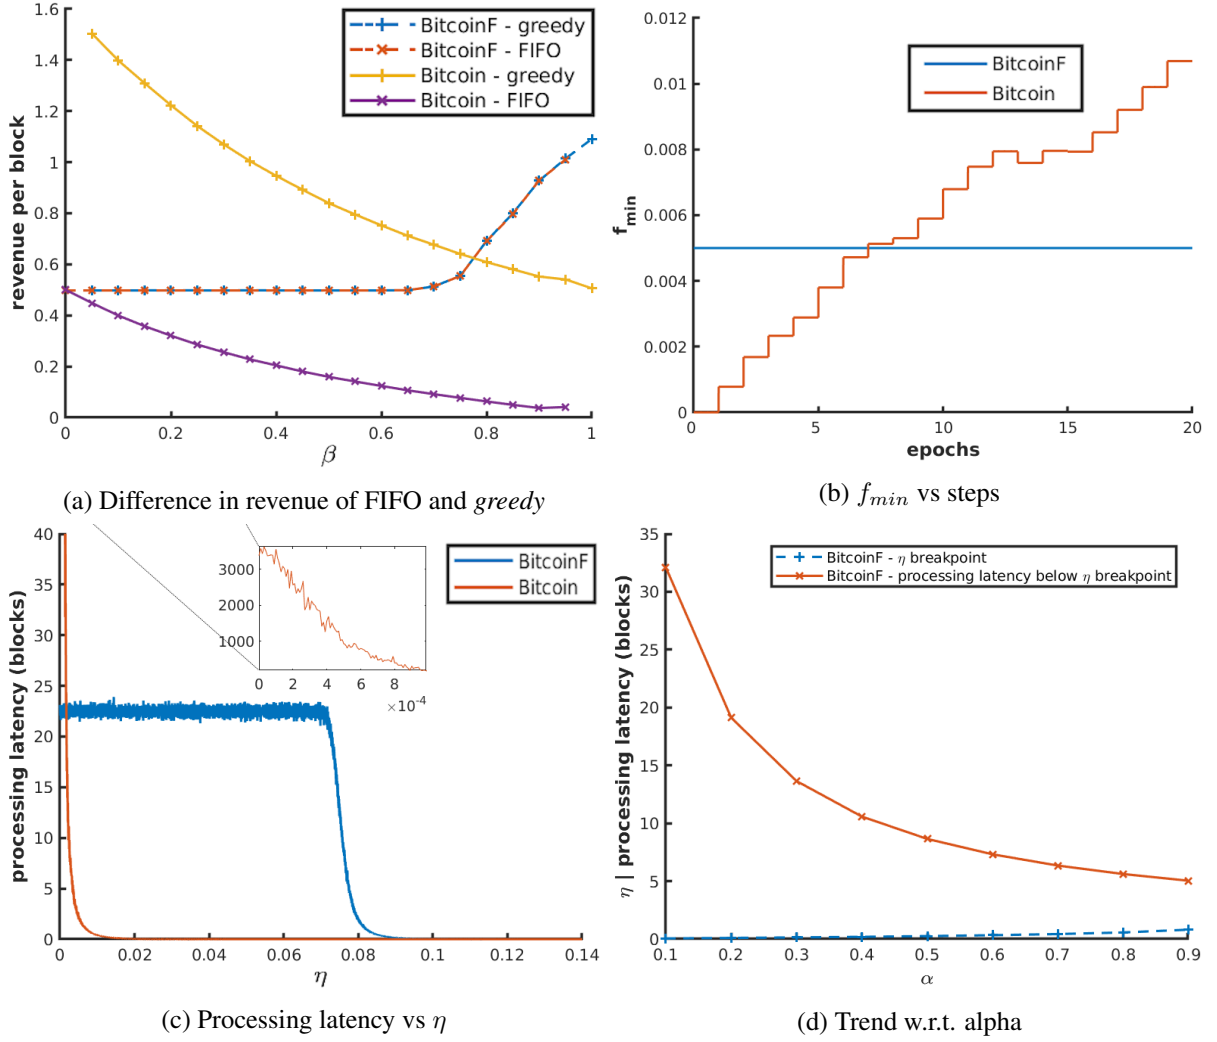 1.6
1.4
1.2
1
0.8
0.6
0.4
0.2
0
revenue per block
BitcoinF - greedy
BitcoinF - FIFO
Bitcoin - greedy
Bitcoin - FIFO
0 0.2 0.4 0.6 0.8 1
β
(a) Difference in revenue of FIFO and greedy
0.012
0.01
0.008
0.006
0.004
0.002
0
f_min
BitcoinF
Bitcoin
0 5 10 15 20
epochs
(b) f_min vs steps
40
35
30
25
20
15
10
5
0
processing latency (blocks)
BitcoinF
Bitcoin
3000
2000
1000
0 2 4 6 8
×10⁻⁴
0 0.02 0.04 0.06 0.08 0.1 0.12 0.14
η
(c) Processing latency vs η
35
30
25
20
15
10
5
0
η | processing latency (blocks)
BitcoinF - η breakpoint
BitcoinF - processing latency below η breakpoint
0.1 0.2 0.3 0.4 0.5 0.6 0.7 0.8 0.9
α
(d) Trend w.r.t. alpha